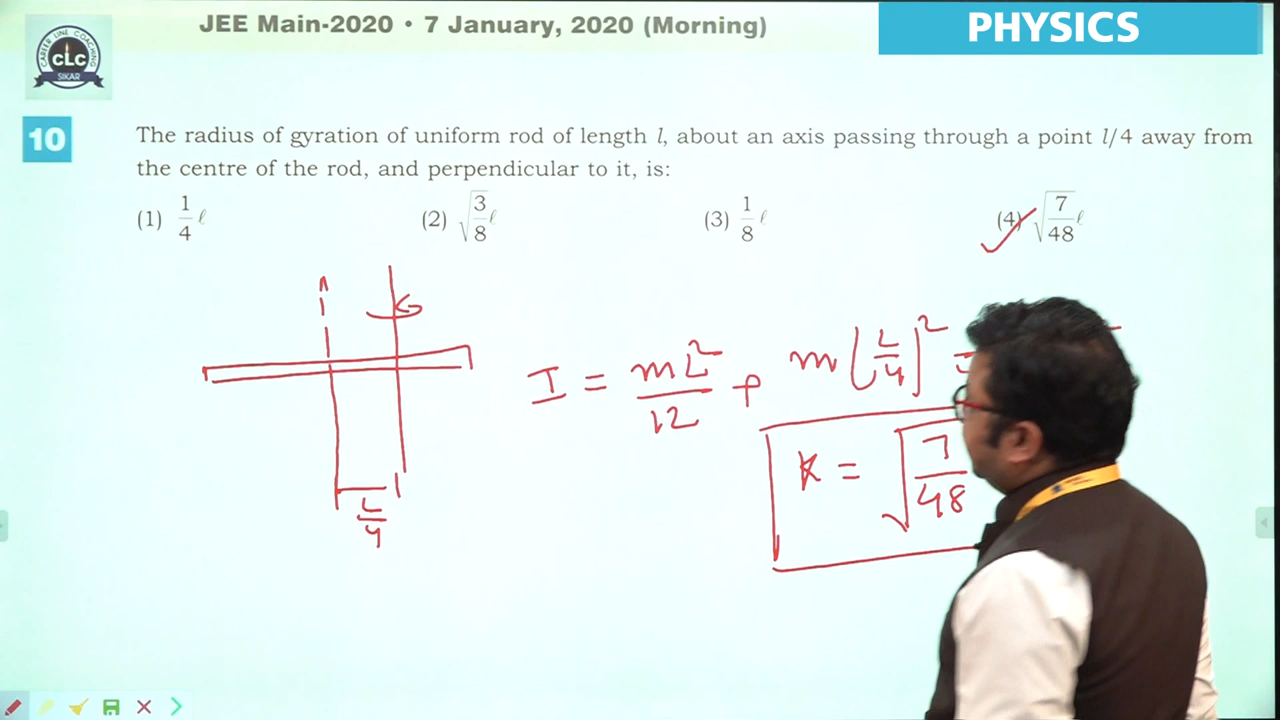 JEE Main-2020 • 7 January, 2020 (Morning)
PHYSICS
CAREER LINE COACHING
CLC
SIKAR
10
The radius of gyration of uniform rod of length l, about an axis passing through a point l/4 away from
the centre of the rod, and perpendicular to it, is:
(1) 1/4 ℓ (2) √(3/8) ℓ (3) 1/8 ℓ (4) √(7/48) ℓ
I = mL²/12 + m[L/4]² =
K = √(7/48)
L/4